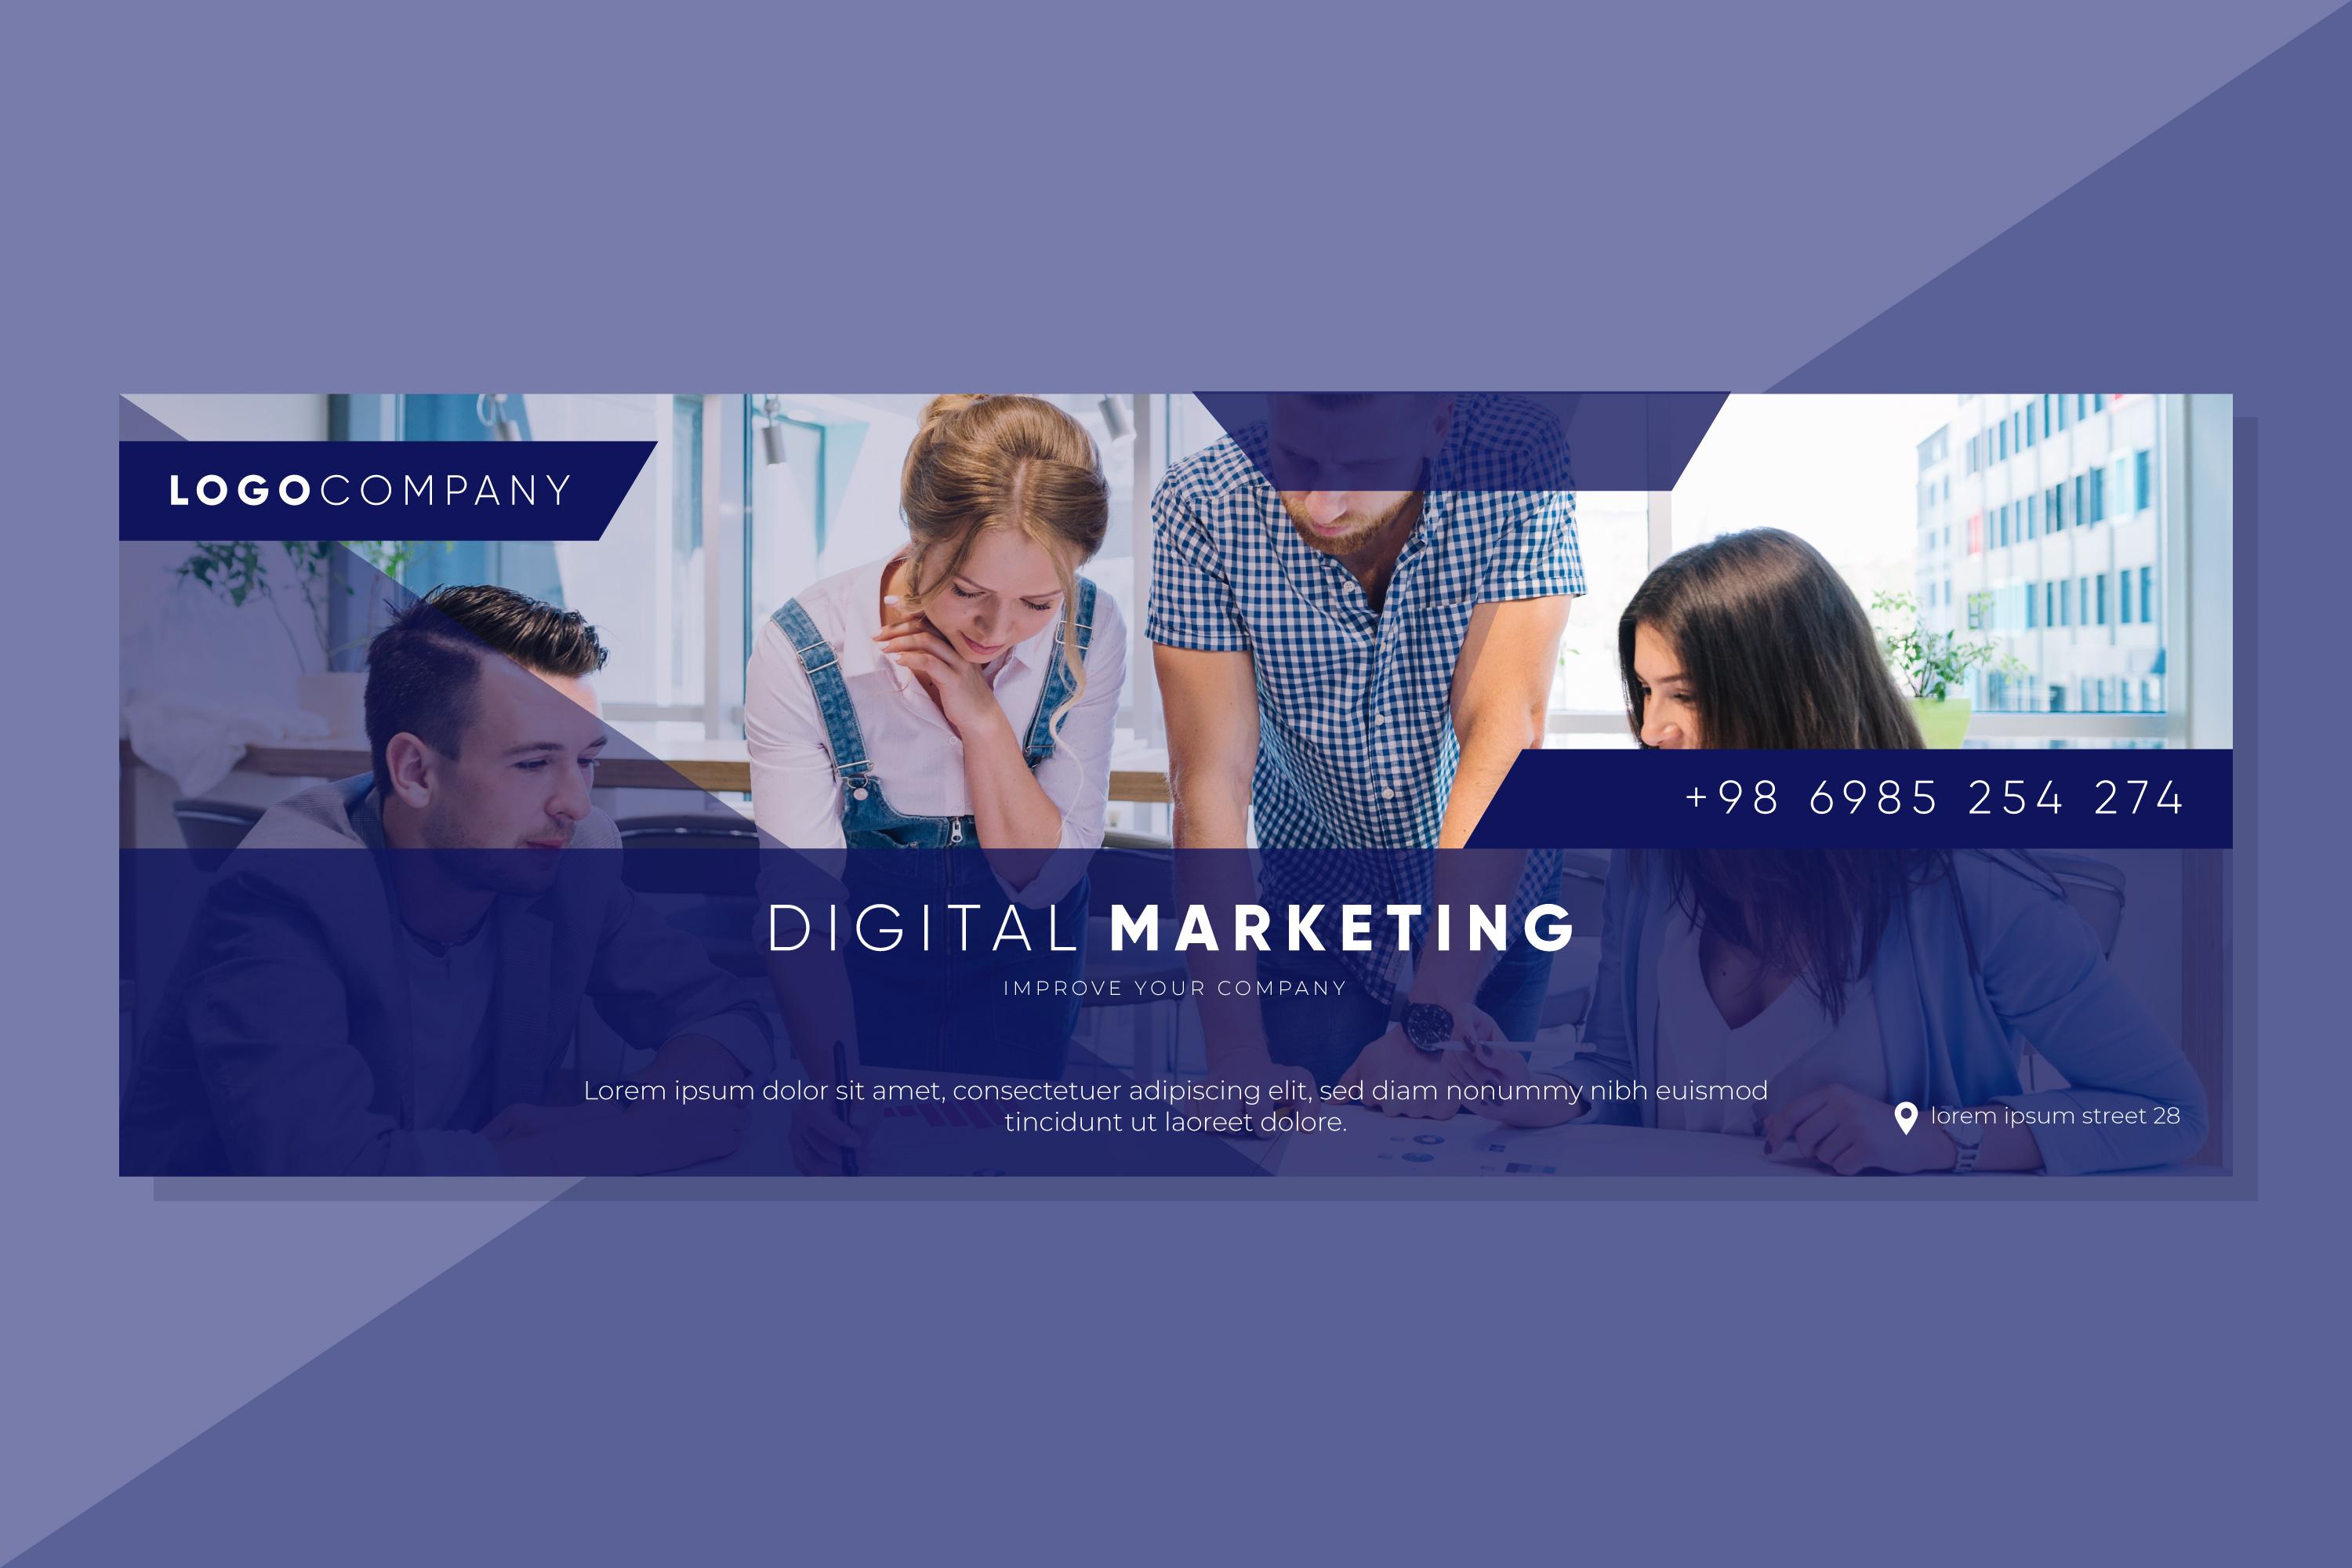 LOGOCOMPANY
+98 6985 254 274
DIGITAL MARKETING
IMPROVE YOUR COMPANY
Lorem ipsum dolor sit amet, consectetuer adipiscing elit, sed diam nonummy nibh euismod
tincidunt ut laoreet dolore.
lorem ipsum street 28